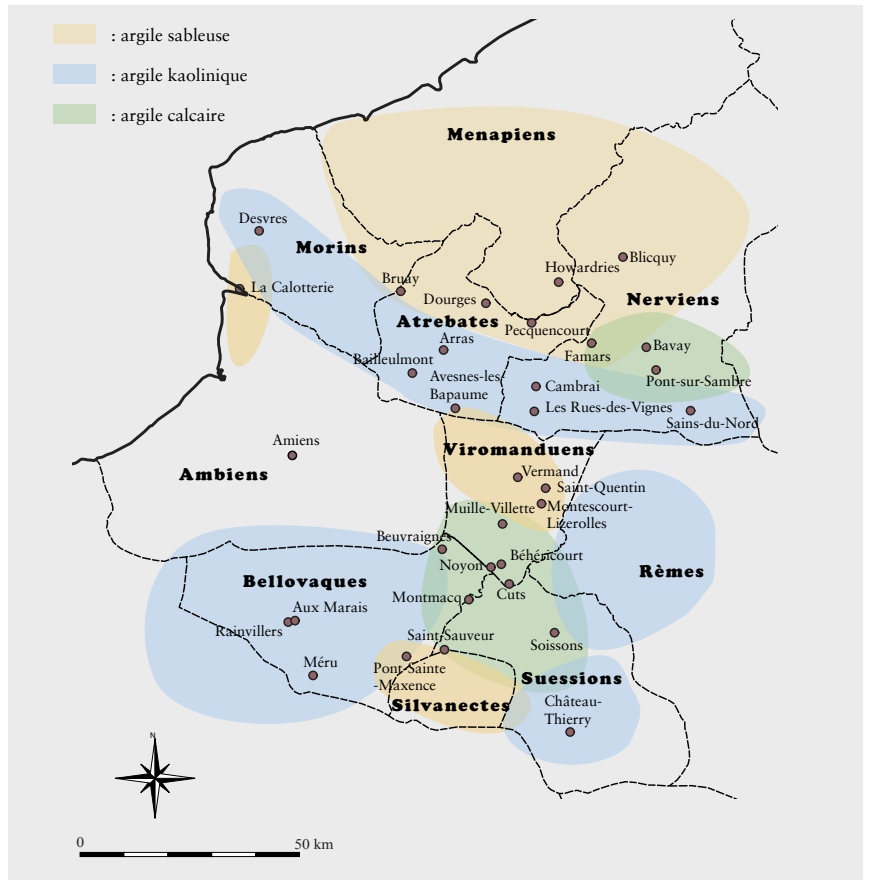 : argile sableuse
: argile kaolinique
: argile calcaire
Menapiens
Desvres
Morins
Blicquy
Howardries
Bruay
La Calotterie
Dourges
Nerviens
Atrebates
Pecquencourt
Arras
Famars
Bavay
Bailleulmont
Avesnes-les-
Bapaume
Cambrai
Pont-sur-Sambre
Les Rues-des-Vignes
Sains-du-Nord
Amiens
Viromanduens
Ambiens
Vermand
Saint-Quentin
Muille-Villette
Montescourt-
Lizerolles
Beuvraignes
Béhéricourt
Noyon
Rèmes
Bellovaques
Cuts
Montmacq
Aux Marais
Rainvillers
Saint-Sauveur
Soissons
Méru
Pont-Sainte
-Maxence
Suessions
Silvanectes
Château-
Thierry
N
0
50 km